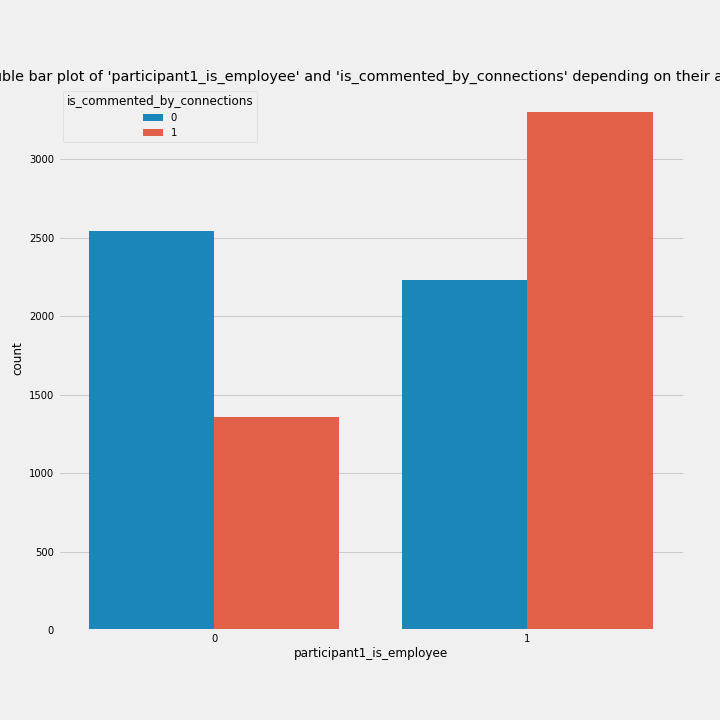 bar plot of 'participant1_is_employee' and 'is_commented_by_connections' depending on their
is_commented_by_connections
0
1
3000
2500
2000
1500
1000
500
0
count
0 1
participant1_is_employee